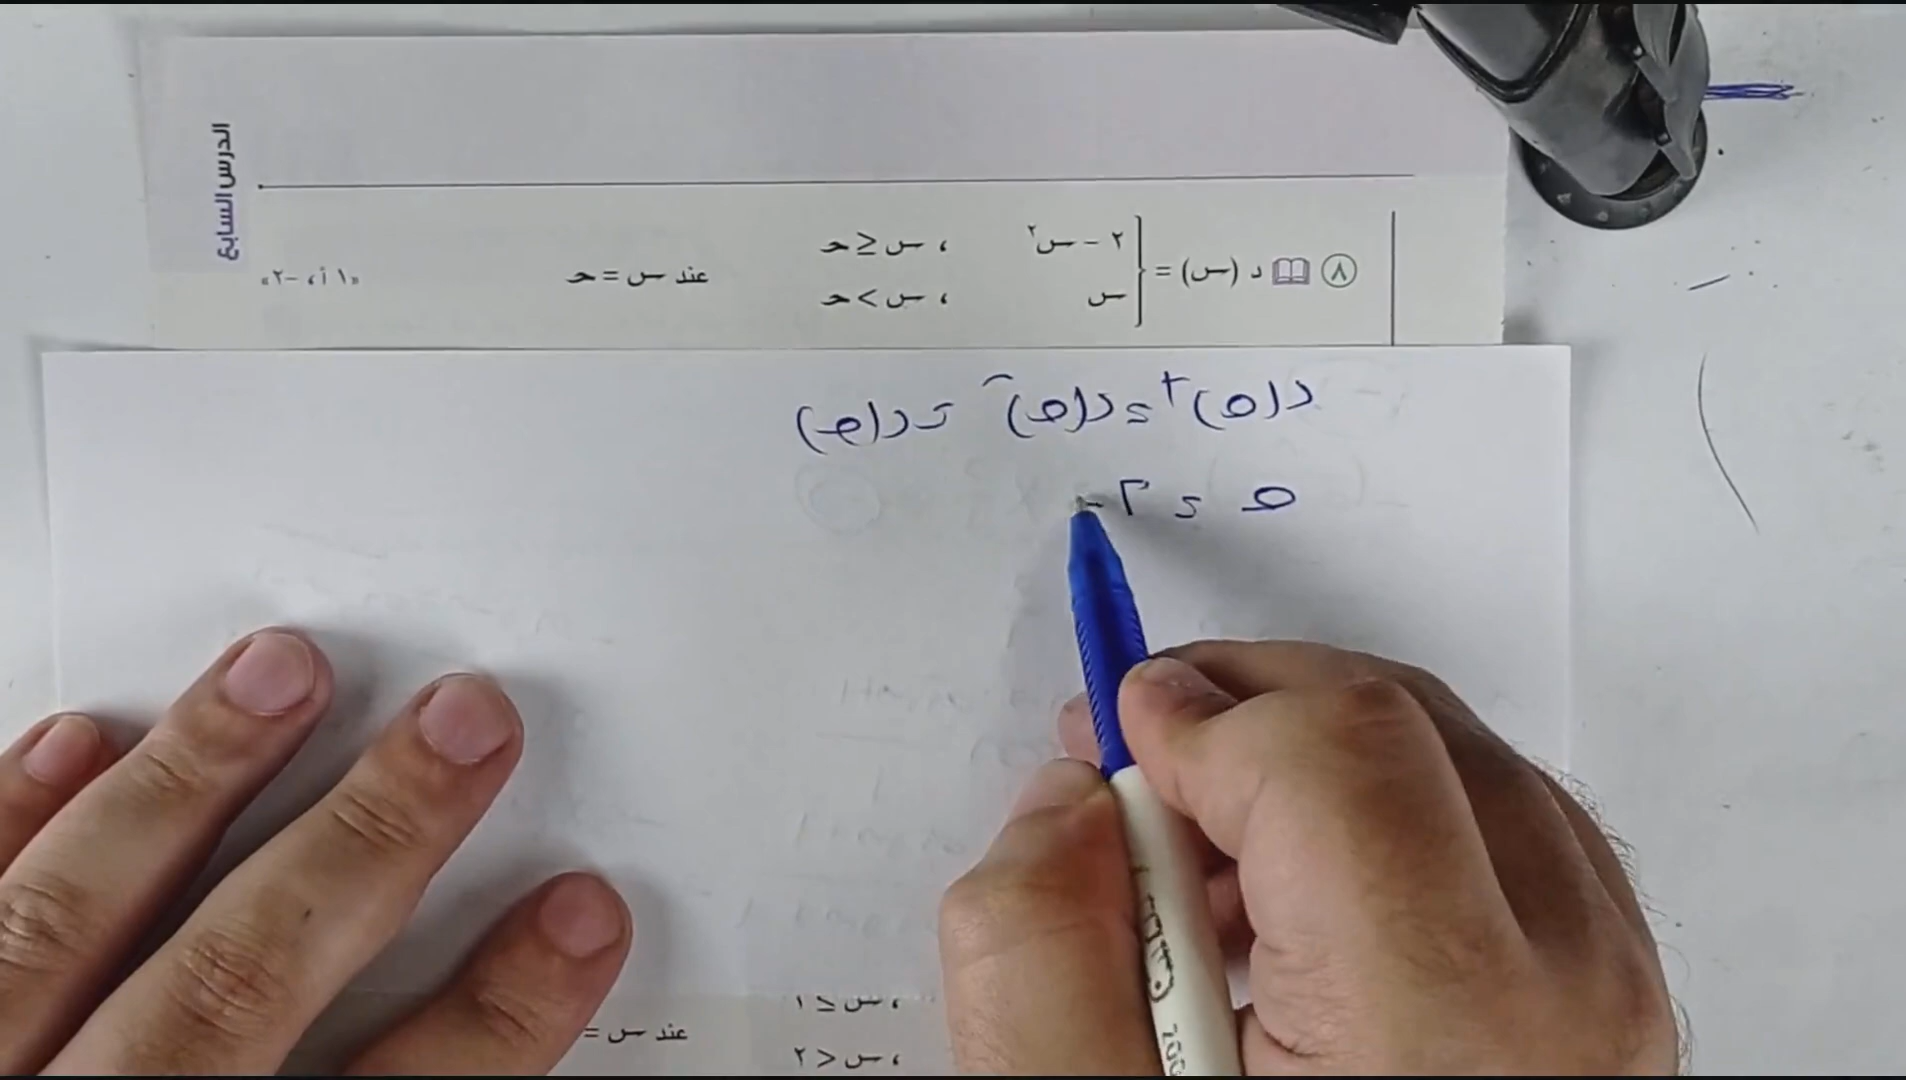 الدرس السابع
٨ د (س) = ٢ - س٢ ، س ≤ حـ
س ، س > حـ
عند س = حـ
«١ أ، -٢»
د(حـ)+ = د(حـ)- = د(حـ)
حـ = ٢ -
، س ≤ ١
عند س =
، س > ٢